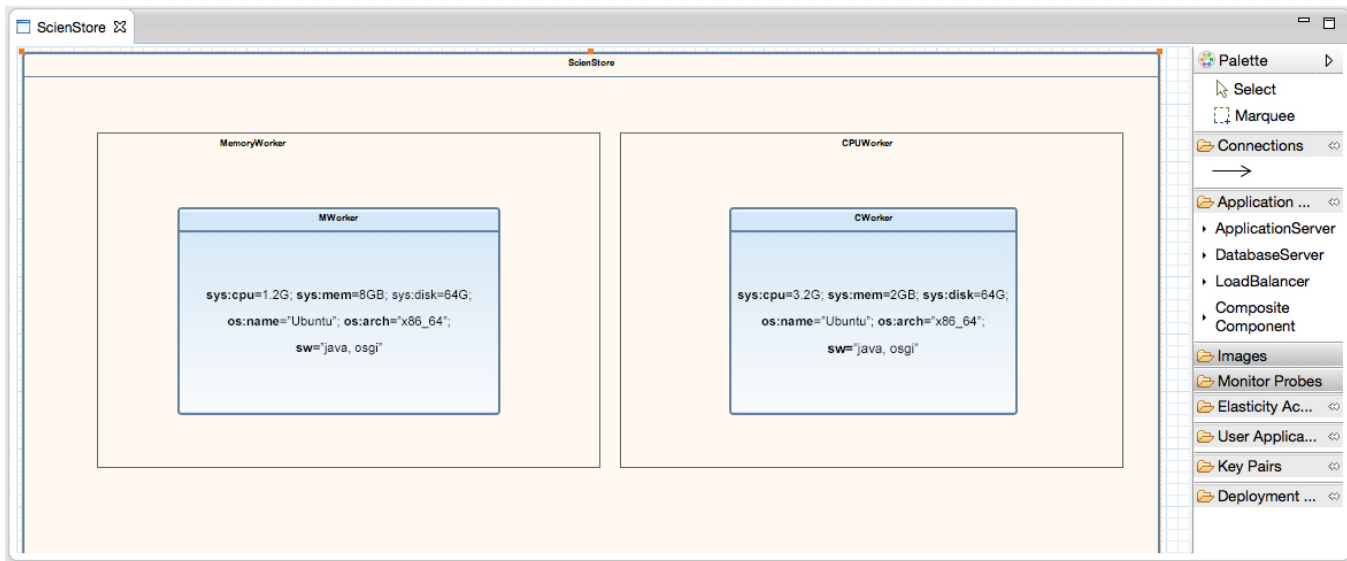 ScienStore
ScienStore
MemoryWorker
MWorker
sys:cpu=1.2G; sys:mem=8GB; sys:disk=64G;
os:name="Ubuntu"; os:arch="x86_64";
sw="java, osgi"
CPUWorker
CWorker
sys:cpu=3.2G; sys:mem=2GB; sys:disk=64G;
os:name="Ubuntu"; os:arch="x86_64";
sw="java, osgi"
Palette
Select
Marquee
Connections
Application ...
ApplicationServer
DatabaseServer
LoadBalancer
Composite
Component
Images
Monitor Probes
Elasticity Ac...
User Applica...
Key Pairs
Deployment ...